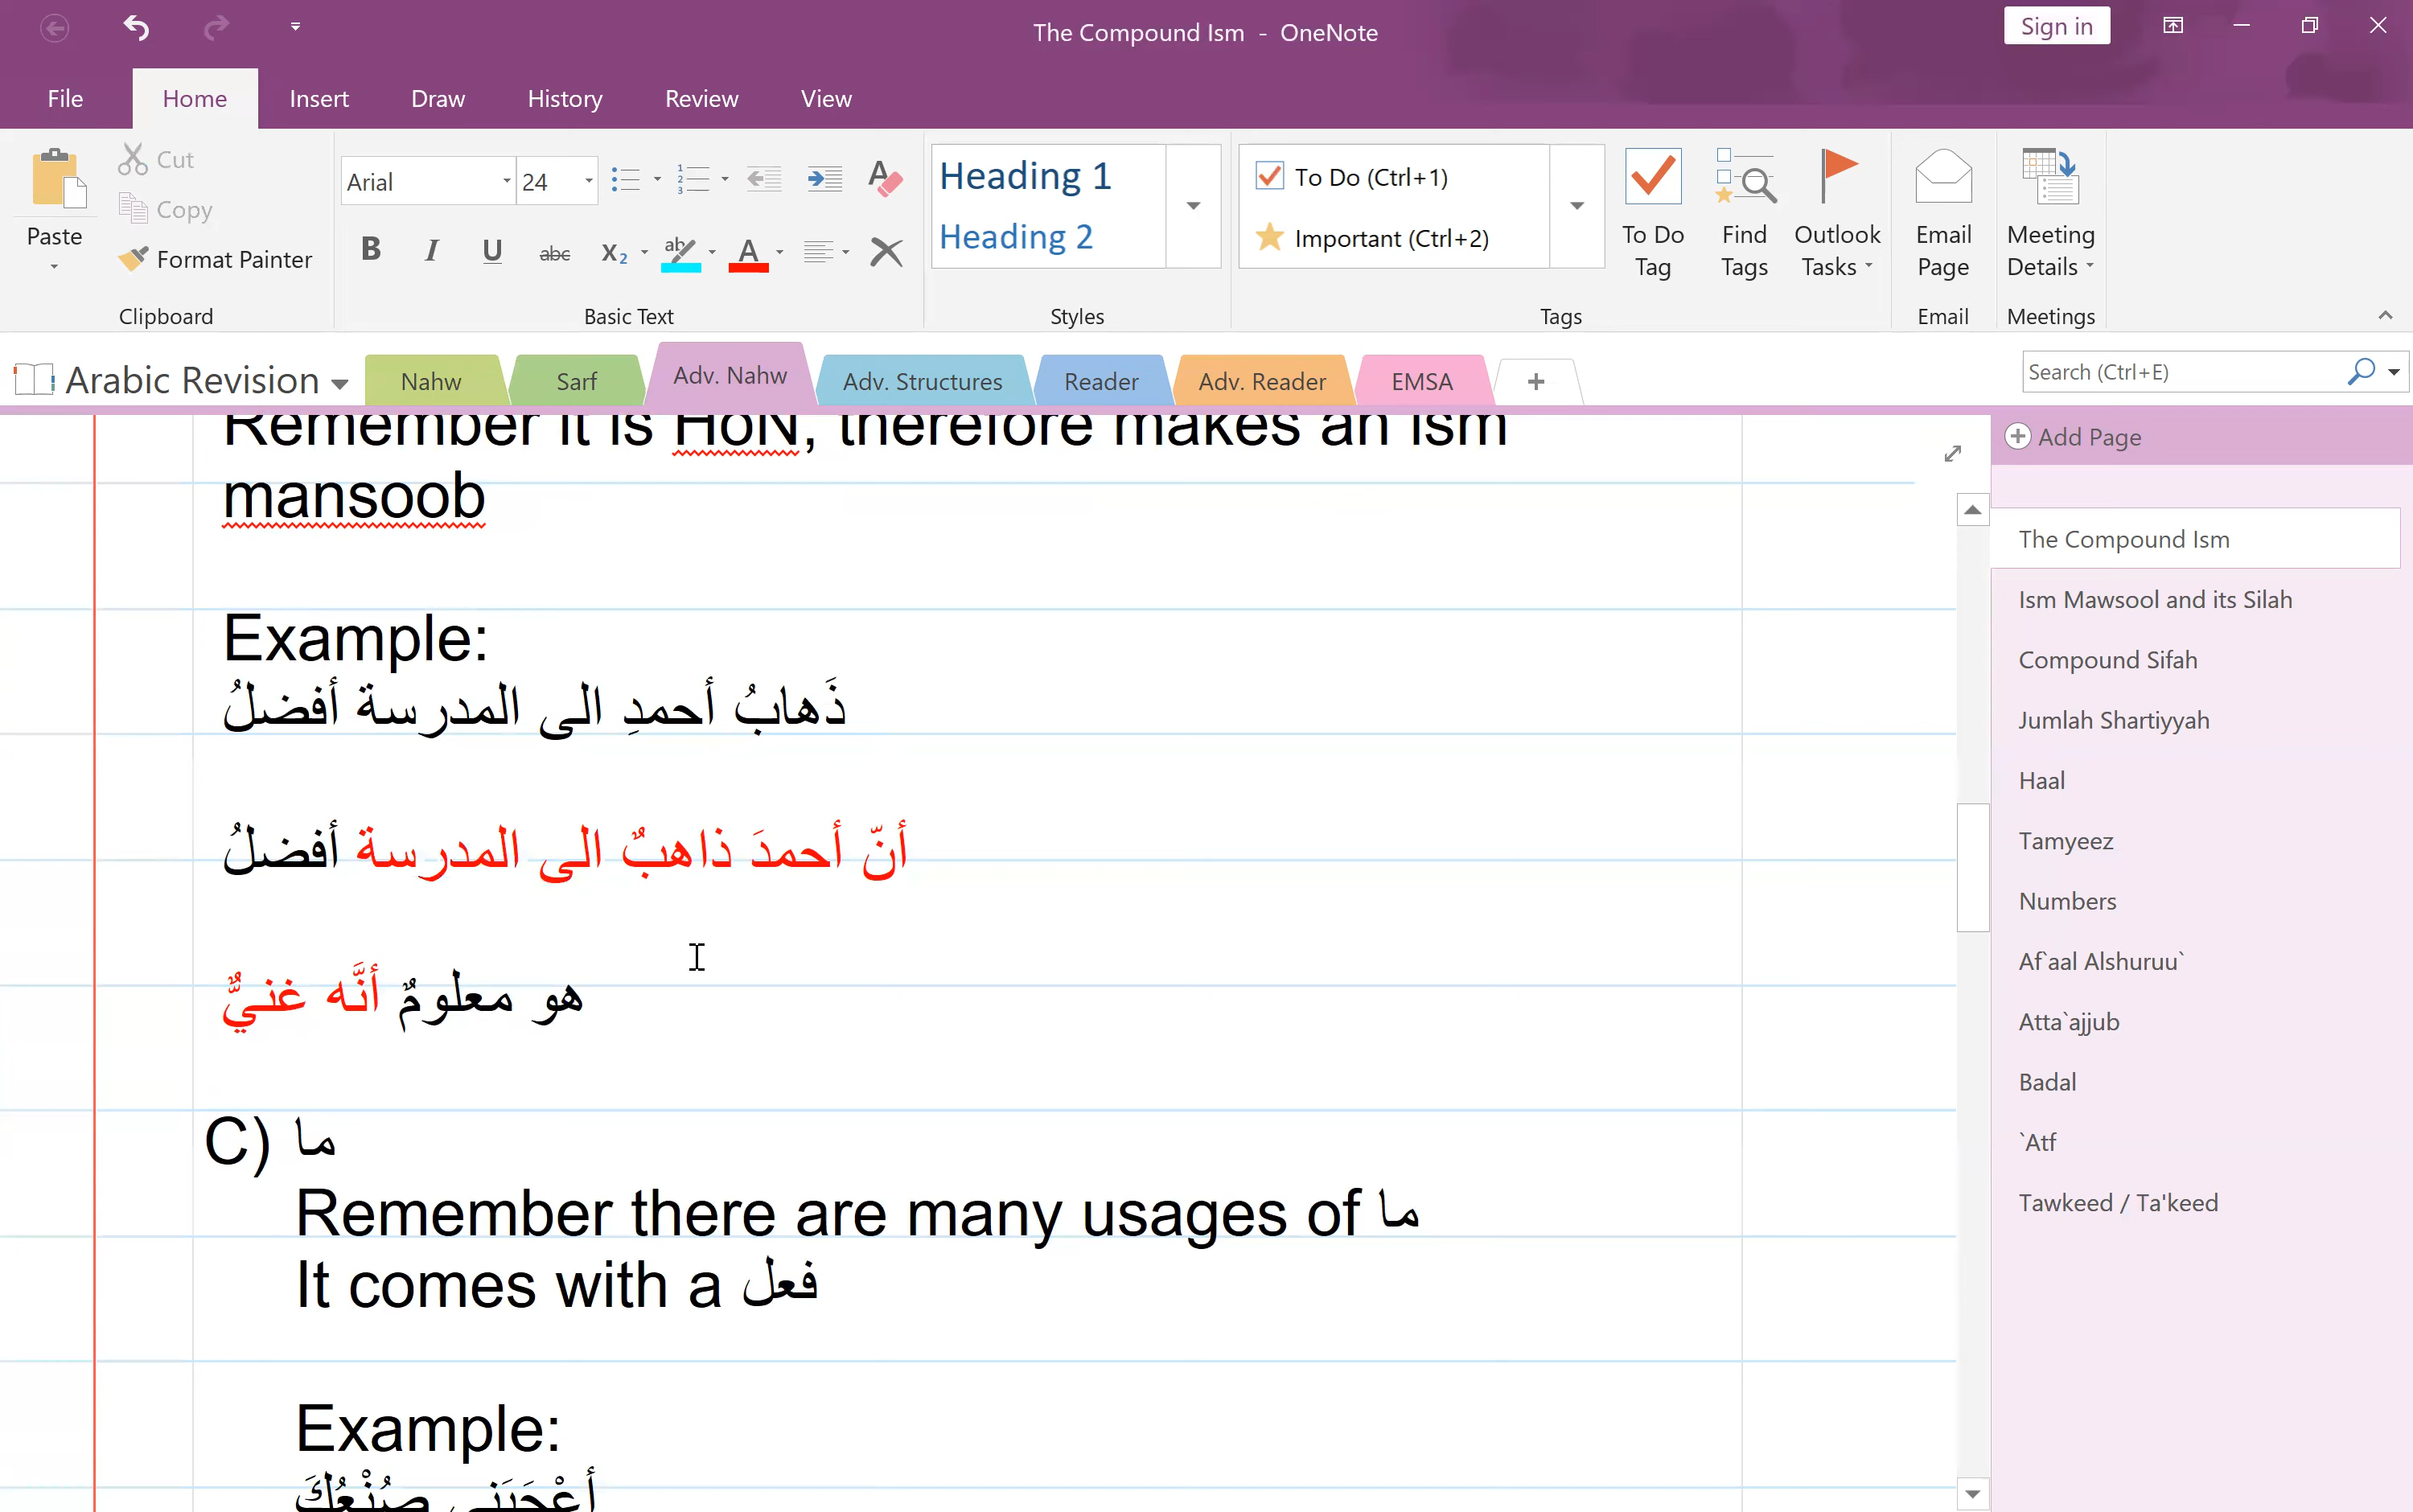 The Compound Ism - OneNote
Sign in
File
Home
Insert
Draw
History
Review
View
Paste
Cut
Copy
Format Painter
Clipboard
Arial
24
B I U abc X₂ ab A
Basic Text
Heading 1
Heading 2
Styles
To Do (Ctrl+1)
Important (Ctrl+2)
To Do Tag
Find Tags
Outlook Tasks
Tags
Email Page
Email
Meeting Details
Meetings
Arabic Revision
Nahw
Sarf
Adv. Nahw
Adv. Structures
Reader
Adv. Reader
EMSA
+
Search (Ctrl+E)
Remember it is HoN, therefore makes an ism
mansoob
Example:
ذَهابُ أحمدِ الى المدرسة أفضلُ
أنّ أحمدَ ذاهبٌ الى المدرسة أفضلُ
هو معلومٌ أنَّه غنيٌّ
C) ما
Remember there are many usages of ما
It comes with a فعل
Example:
أعْجَبَني صُنْعُكَ
Add Page
The Compound Ism
Ism Mawsool and its Silah
Compound Sifah
Jumlah Shartiyyah
Haal
Tamyeez
Numbers
Af`aal Alshuruu`
Atta`ajjub
Badal
`Atf
Tawkeed / Ta'keed